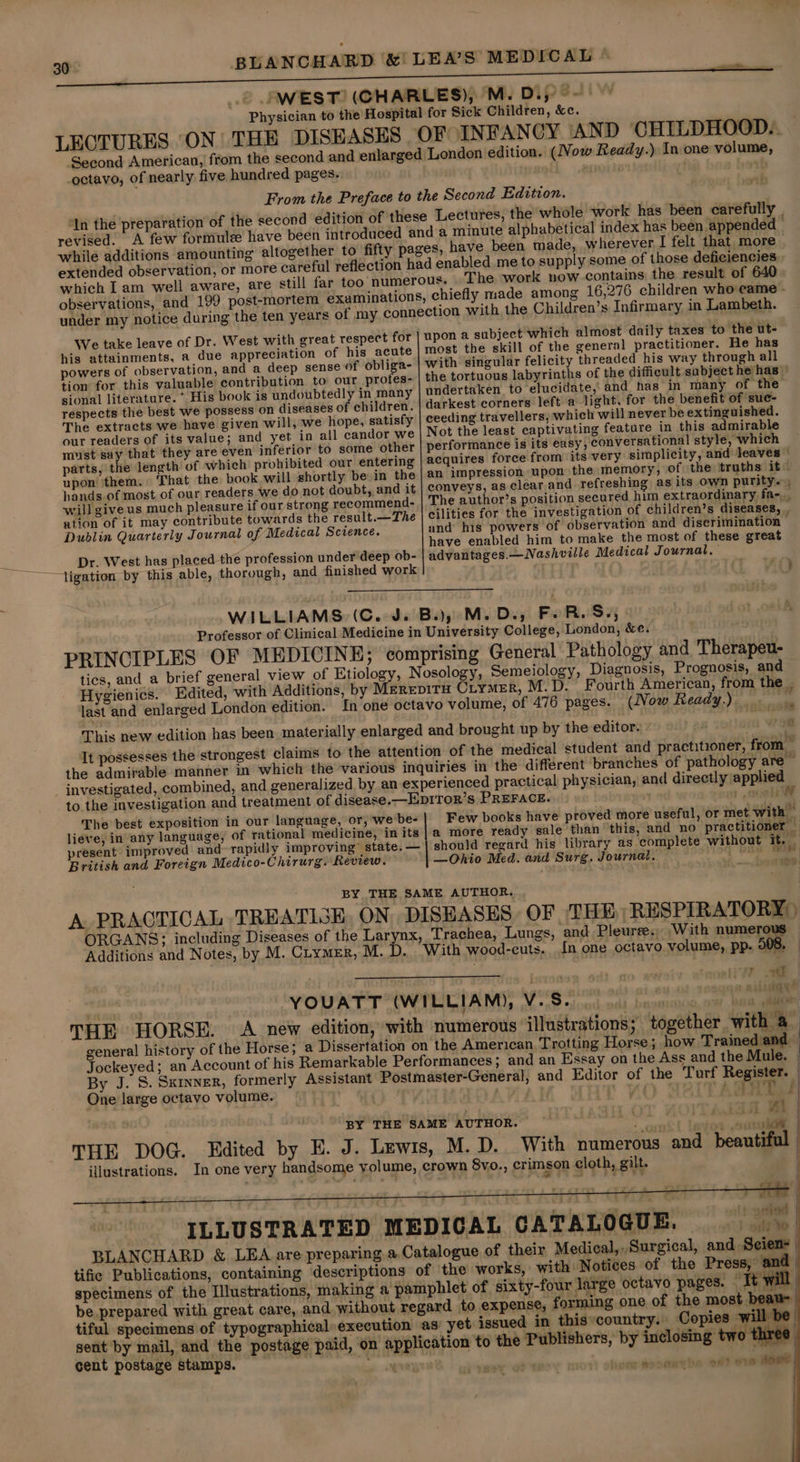 30 BLANCHARD & LEA'S MEDICAL
WEST (CHARLES), M. D.,
Physician to the Hospital for Sick Children, &c.
LECTURES ON THE DISEASES OF INFANCY AND CHILDHOOD.
Second American, from the second and enlarged London edition. (Now Ready.) In one volume,
octavo, of nearly five hundred pages.
From the Preface to the Second Edition.
"In the preparation of the second edition of these Lectures, the whole work has been carefully
revised. A few formulæ have been introduced and a minute alphabetical index has been appended
while additions amounting altogether to fifty pages, have been made, wherever I felt that more
extended observation, or more careful reflection had enabled me to supply some of those deficiencies
which I am well aware, are still far too numerous. The work now contains the result of 640
observations, and 199 post-mortem examinations, chiefly made among 16,276 children who came
under my notice during the ten years of my connection with the Children's Infirmary in Lambeth.
We take leave of Dr. West with great respect for
his attainments, a due appreciation of his acute
powers of observation, and a deep sense of obliga-
tion for this valuable contribution to our profes-
sional literature. His book is undoubtedly in many
respects the best we possess on diseases of children.
The extracts we have given will, we hope, satisfy
our readers of its value; and yet in all candor we
must say that they are even inferior to some other
parts, the length of which prohibited our entering
upon them. That the book will shortly be in the
hands of most of our readers we do not doubt, and it
will give us much pleasure if our strong recommend-
ation of it may contribute towards the result.—The
Dublin Quarterly Journal of Medical Science.
Dr. West has placed the profession under deep ob-
ligation by this able, thorough, and finished work
upon a subject which almost daily taxes to the ut-
most the skill of the general practitioner. He has
with singular felicity threaded his way through all
the tortuous labyrinths of the difficult subject he has
undertaken to elucidate, and has in many of the
darkest corners left a light, for the benefit of suc-
ceeding travellers, which will never be extinguished.
Not the least captivating feature in this admirable
performance is its easy, conversational style, which
acquires force from its very simplicity, and leaves
an impression upon the memory, of the truths it
conveys, as clear and refreshing as its own purity.
The author's position secured him extraordinary fa-
cilities for the investigation of children's diseases,
and his powers of observation and discrimination
have enabled him to make the most of these great
advantages.—Nashville Medical Journal.
WILLIAMS (C. J. B.), M. D., F. R. S.,
Professor of Clinical Medicine in University College, London, &c.
PRINCIPLES OF MEDICINE; comprising General Pathology and Therapeu-
tics, and a brief general view of Etiology, Nosology, Semeiology, Diagnosis, Prognosis, and
Hygienics. Edited, with Additions, by MEREDITH CLYMER, M. D. Fourth American, from the
last and enlarged London edition. In one octavo volume, of 476 pages. (Now Ready.)
This new edition has been materially enlarged and brought up by the editor.
It possesses the strongest claims to the attention of the medical student and practitioner, from
the admirable manner in which the various inquiries in the different branches of pathology are
investigated, combined, and generalized by an experienced practical physician, and directly applied
to the investigation and treatment of disease.—EDITOR'S PREFACE.
The best exposition in our language, or, we be-
lieve, in any language, of rational medicine, in its
present improved and rapidly improving state.—
British and Foreign Medico-Chirurg. Review.
Few books have proved more useful, or met with
a more ready sale than this, and no practitioner
should regard his library as complete without it.
—Ohio Med. and Surg. Journal.
BY THE SAME AUTHOR.
A PRACTICAL TREATISE ON DISEASES OF THE RESPIRATORY
ORGANS; including Diseases of the Larynx, Trachea, Lungs, and Pleuræ. With numerous
Additions and Notes, by M. CLYMER, M. D. With wood-cuts. In one octavo volume, pp. 508.
YOUATT (WILLIAM), V. S.
THE HORSE. A new edition, with numerous illustrations; together with a
general history of the Horse; a Dissertation on the American Trotting Horse; how Trained and
Jockeyed; an Account of his Remarkable Performances; and an Essay on the Ass and the Mule.
By J. S. SKINNER, formerly Assistant Postmaster-General, and Editor of the Turf Register.
One large octavo volume.
BY THE SAME AUTHOR.
THE DOG. Edited by E. J. LEWIS, M. D. With numerous and beautiful
illustrations. In one very handsome volume, crown 8vo., crimson cloth, gilt.
ILLUSTRATED MEDICAL CATALOGUE.
BLANCHARD & LEA are preparing a Catalogue of their Medical, Surgical, and Scien-
tific Publications, containing descriptions of the works, with Notices of the Press, and
specimens of the Illustrations, making a pamphlet of sixty-four large octavo pages. It will
be prepared with great care, and without regard to expense, forming one of the most beau-
tiful specimens of typographical execution as yet issued in this country. Copies will be
sent by mail, and the postage paid, on application to the Publishers, by inclosing two three
cent postage stamps.